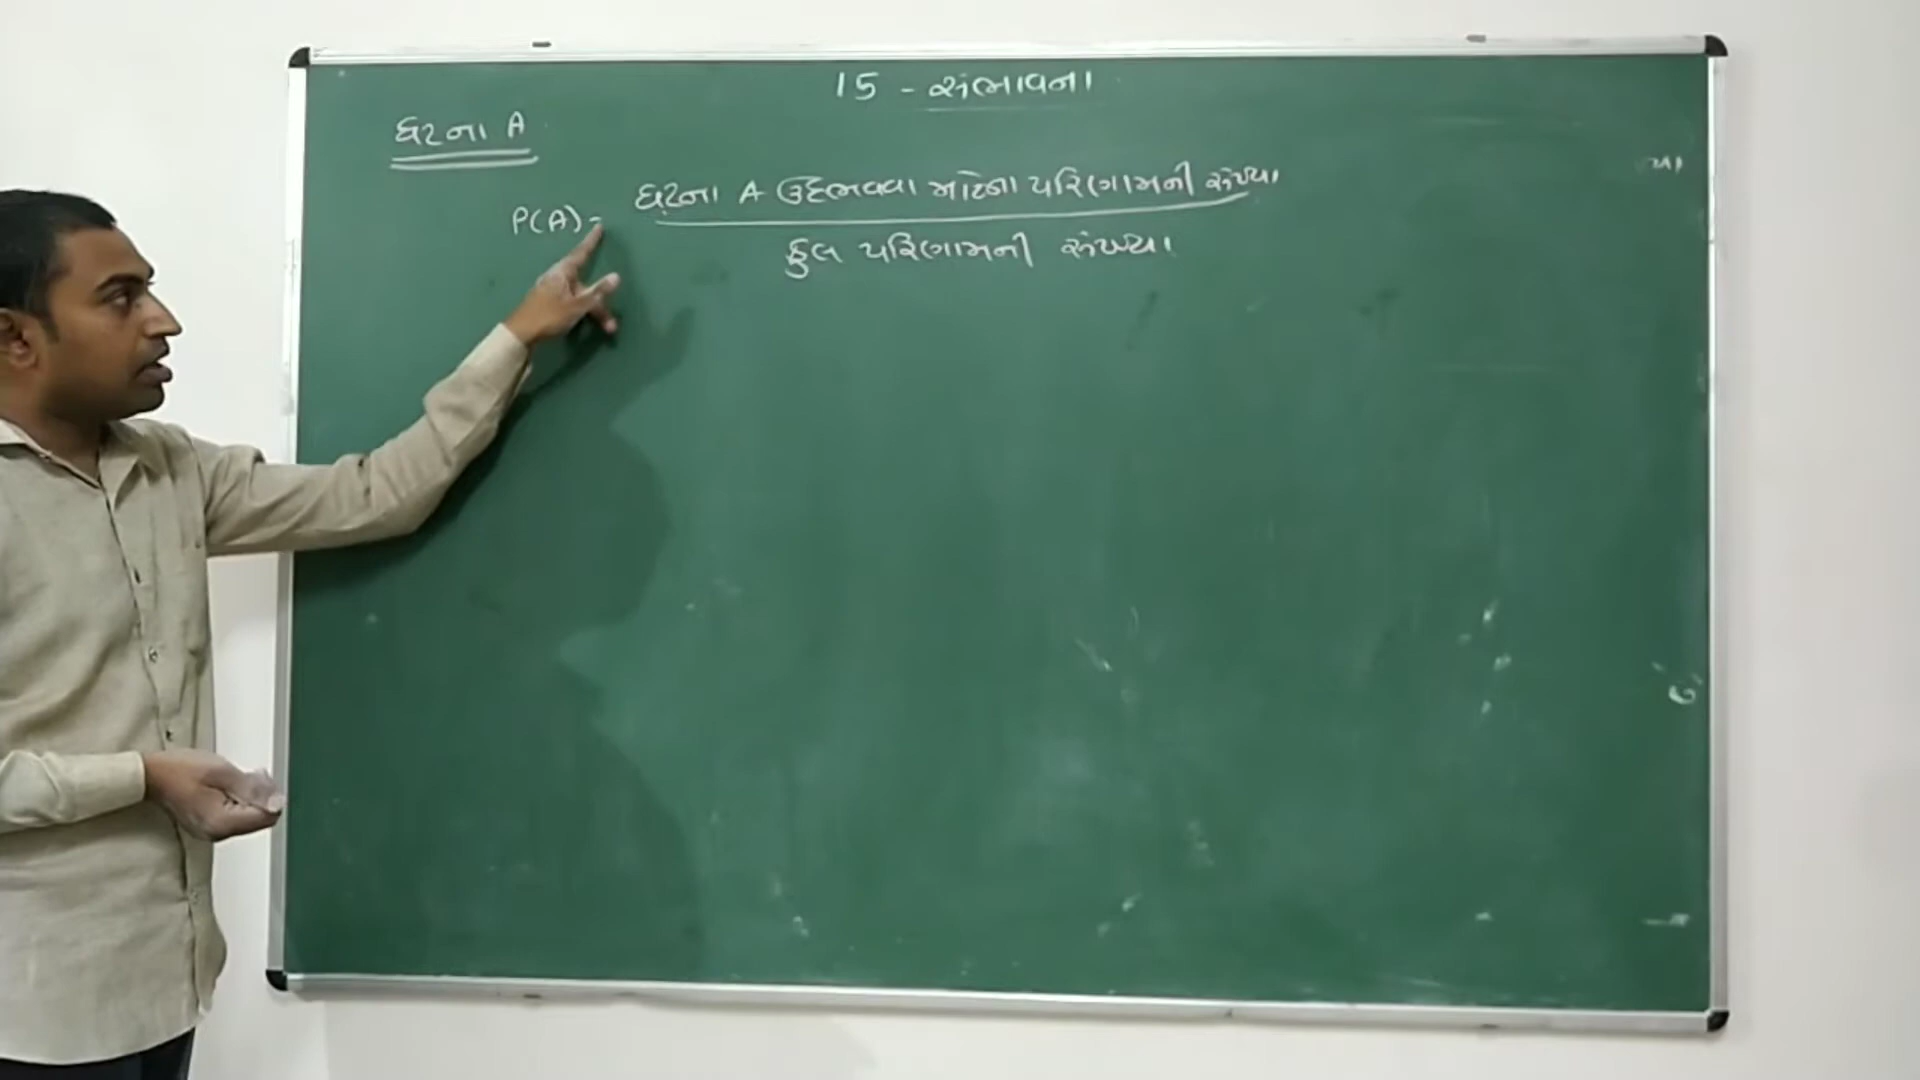 15 - સંભાવના
ઘટના A
P(A) = ઘટના A ઉદ્દભવવા માટેના પરિણામની સંખ્યા
કુલ પરિણામની સંખ્યા